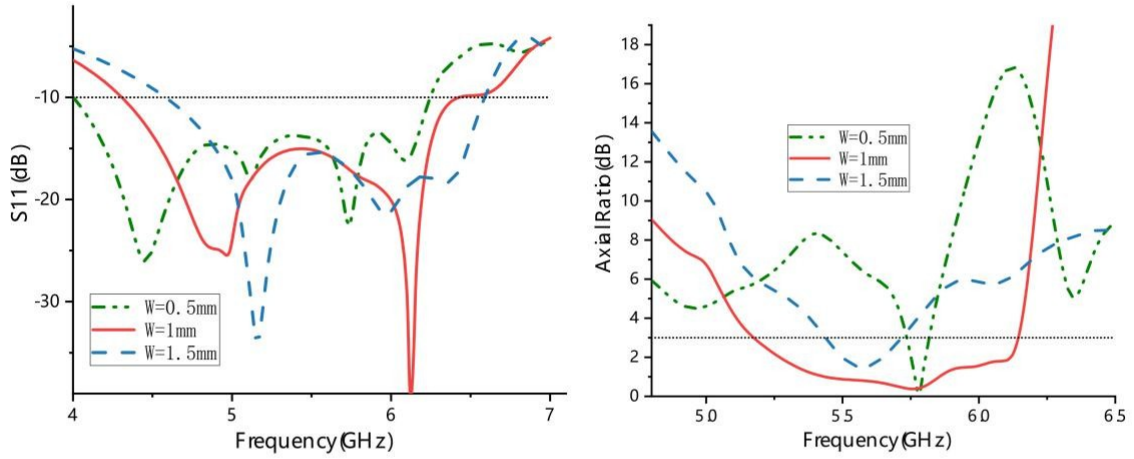 S11 (dB)
-10
-20
-30
W=0.5mm
W=1mm
W=1.5mm
4
5
6
7
Frequency(GHz)
Axial Ratio (dB)
18
16
14
12
10
8
6
4
2
0
W=0.5mm
W=1mm
W=1.5mm
5.0
5.5
6.0
6.5
Frequency(GHz)